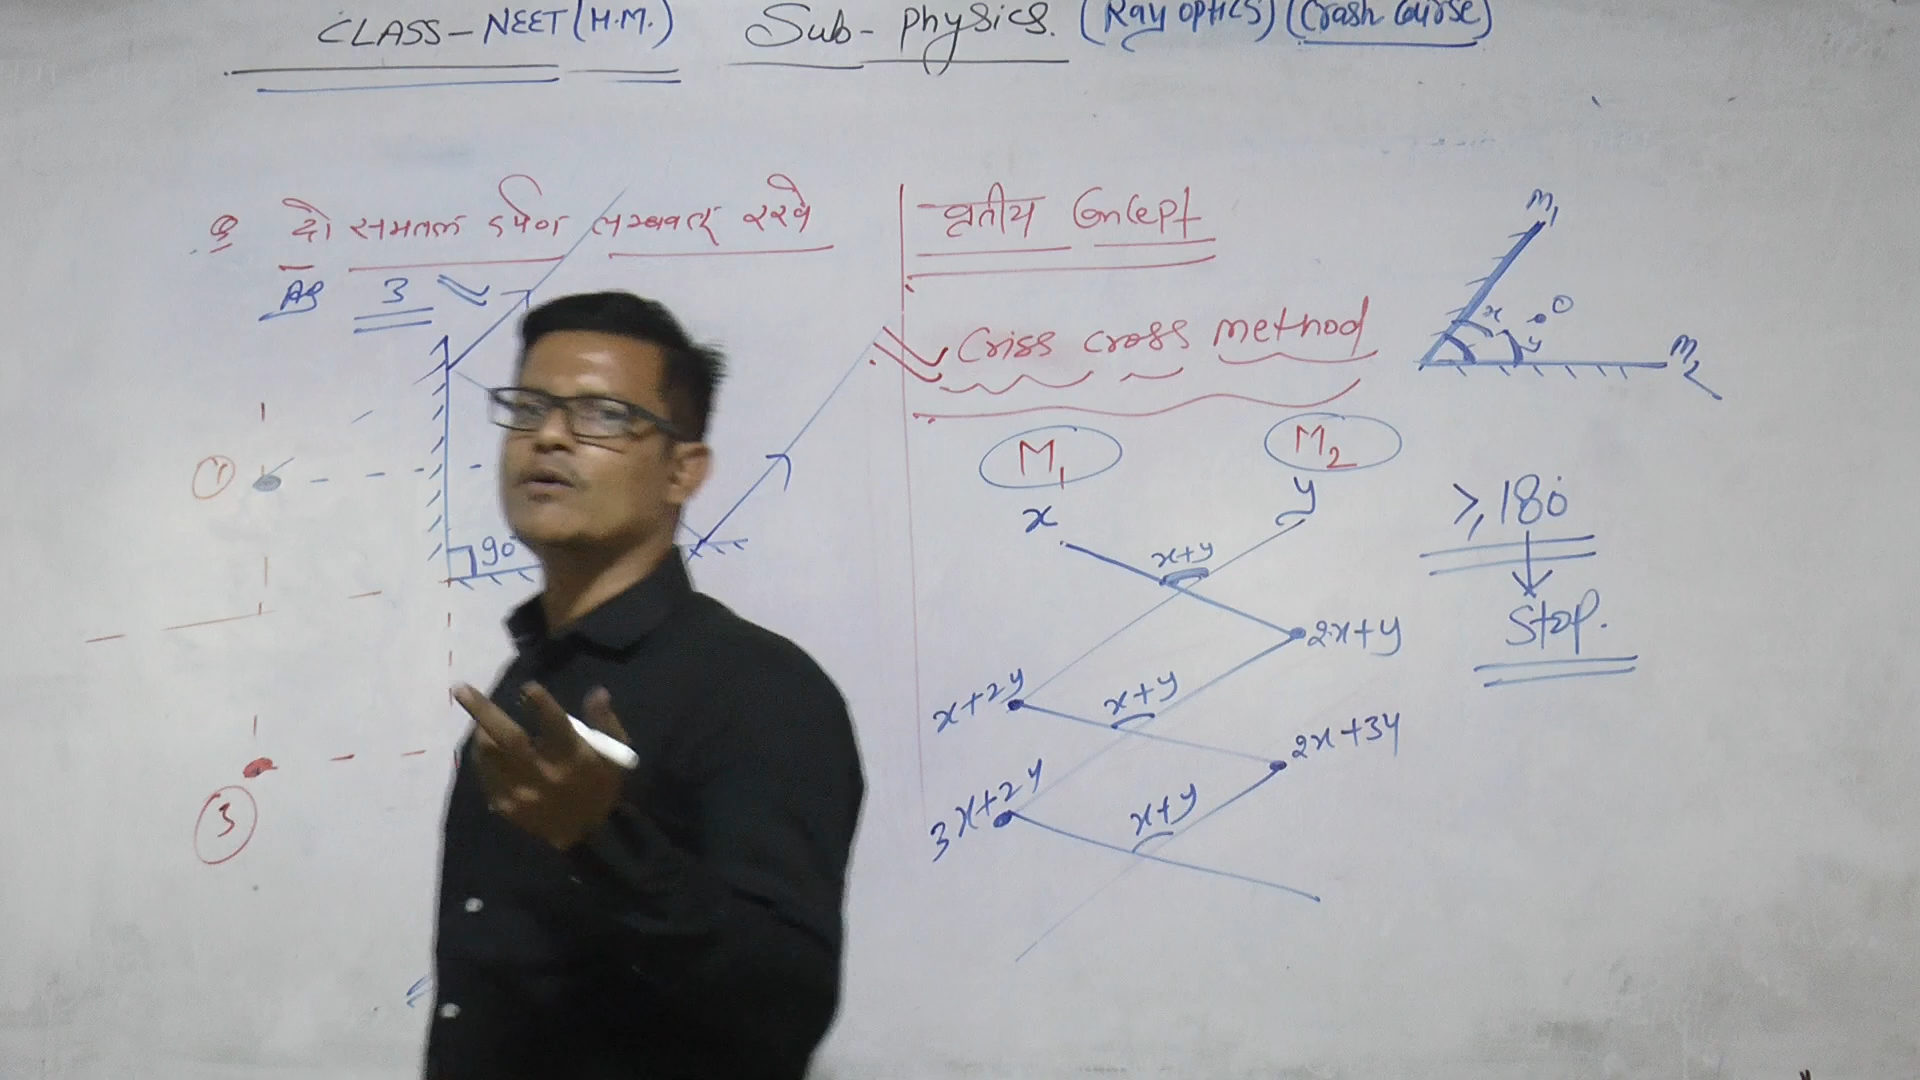 CLASS-NEET(H.M.) Sub- Physics. (Ray optics) (Crash Course)
Q दो समतल दर्पण लम्बवत् रखे
3
1
90°
3
तृतीय Concept
Criss cross method
M₁ M₂
x y
x+y
2x+y
x+2y
x+y
2x+3y
3x+2y
x+y
M₁
x O
y
M₂
≥180°
Stop.